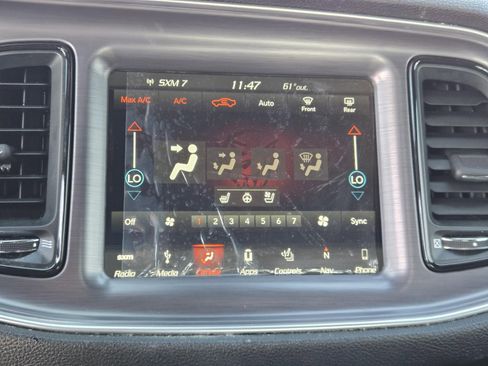 SXM 7 11:47 61° out.
Max A/C A/C Auto Front Rear
LO LO
Off 1 2 3 4 5 6 7 Sync
Radio Media Climate Apps Controls Nav Phone
N